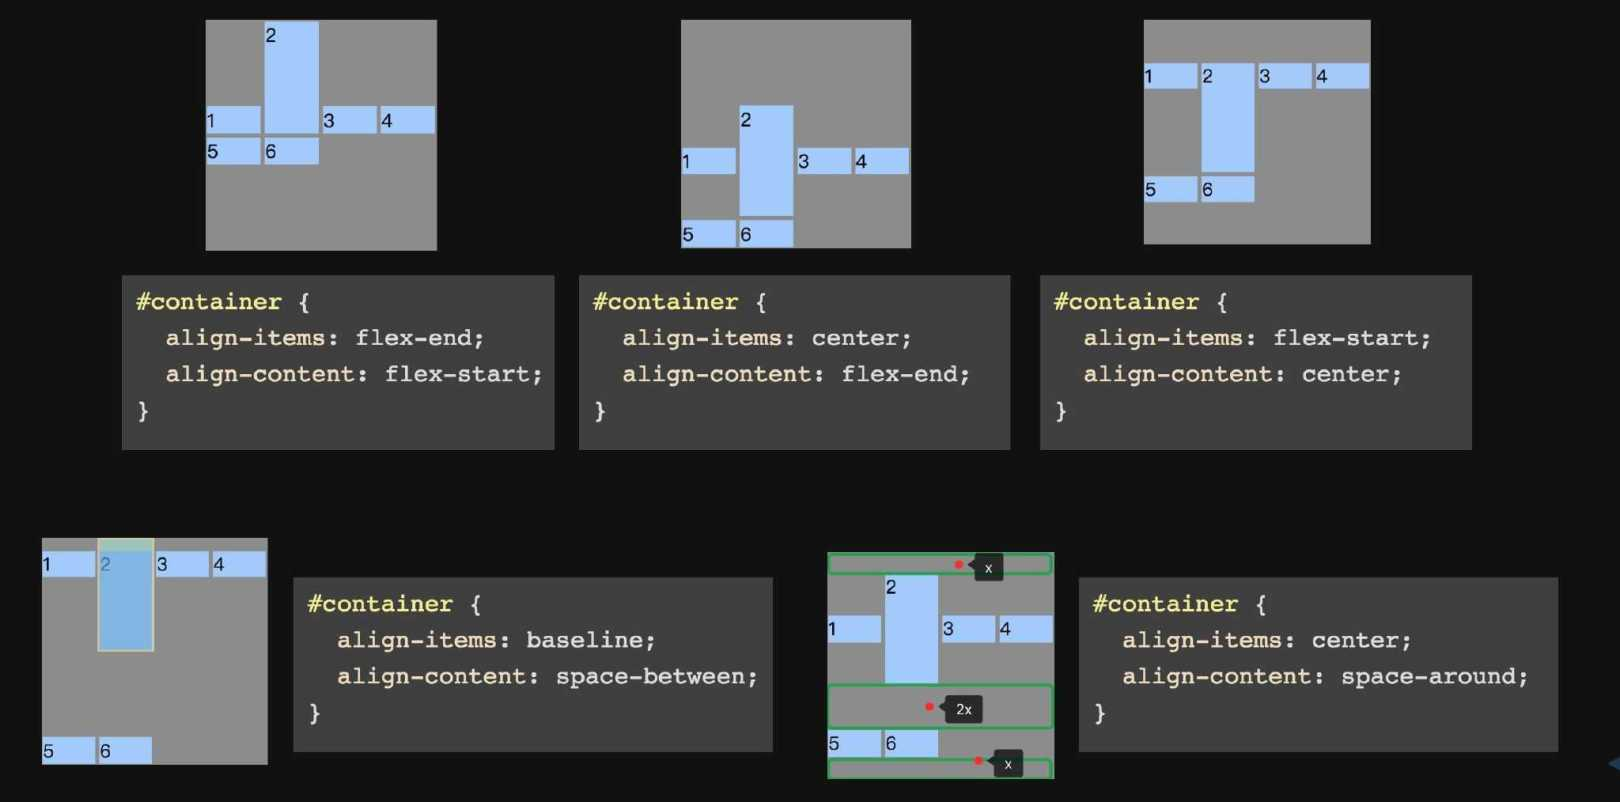 2
1 3 4
5 6
#container {
align-items: flex-end;
align-content: flex-start;
}
2
1 3 4
5 6
#container {
align-items: center;
align-content: flex-end;
}
1 2 3 4
5 6
#container {
align-items: flex-start;
align-content: center;
}
1 2 3 4
5 6
#container {
align-items: baseline;
align-content: space-between;
}
x
2
1 3 4
2x
5 6
x
#container {
align-items: center;
align-content: space-around;
}